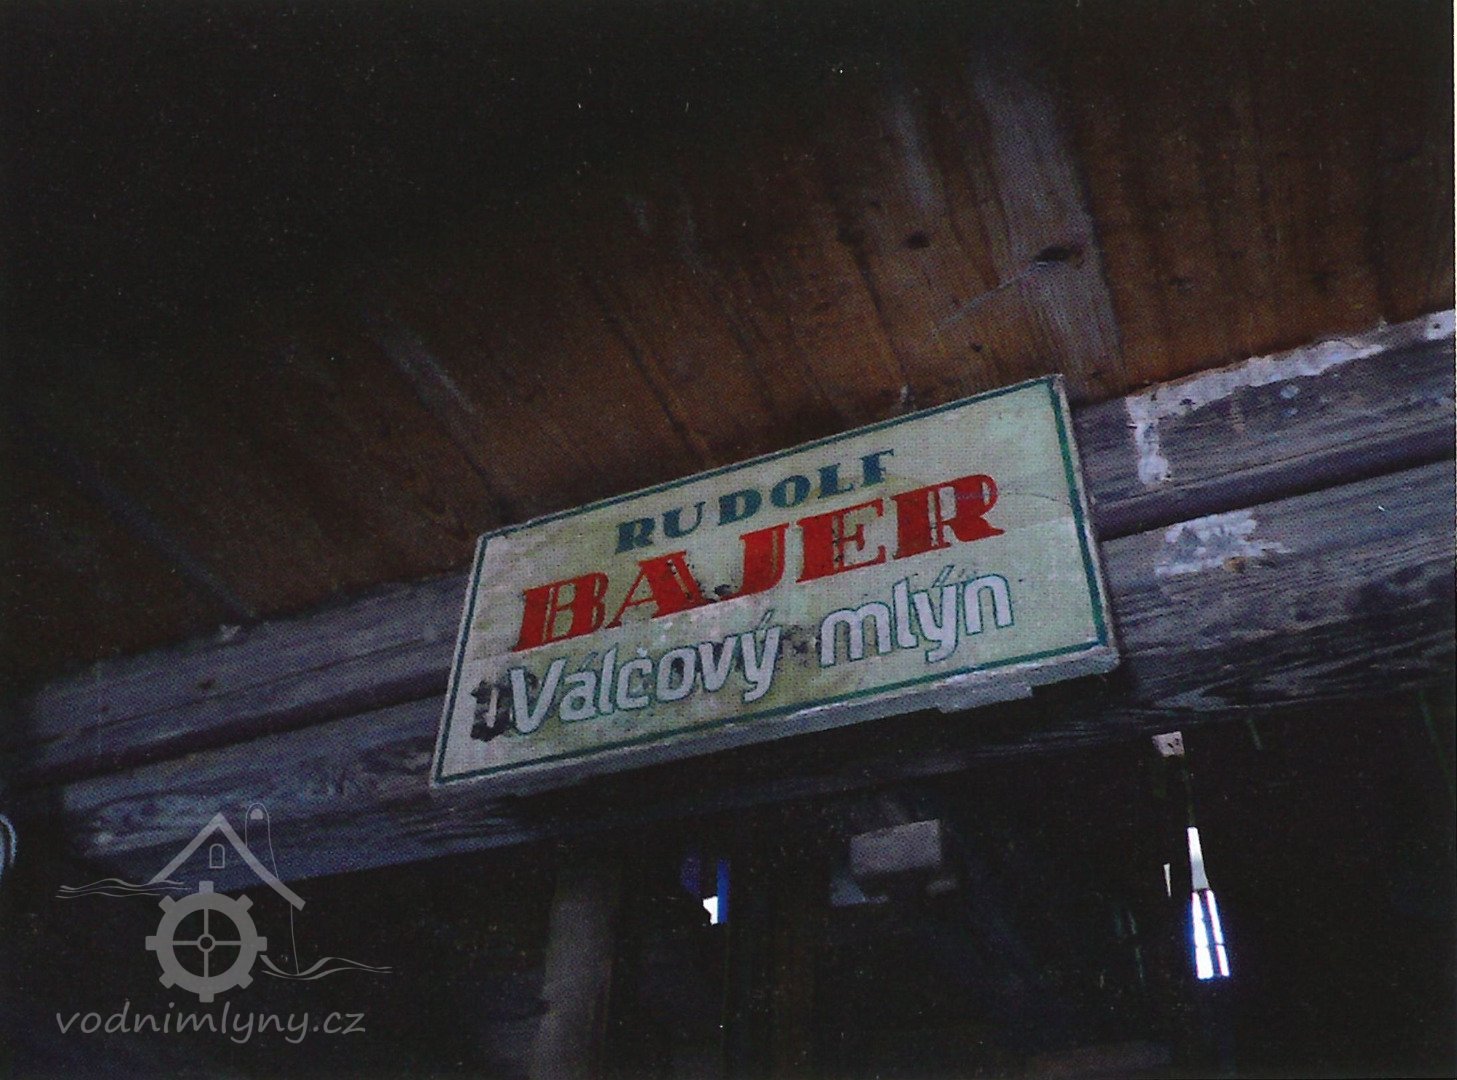 RUDOLF
BAJER
Válcový mlýn
vodnimlyny.cz